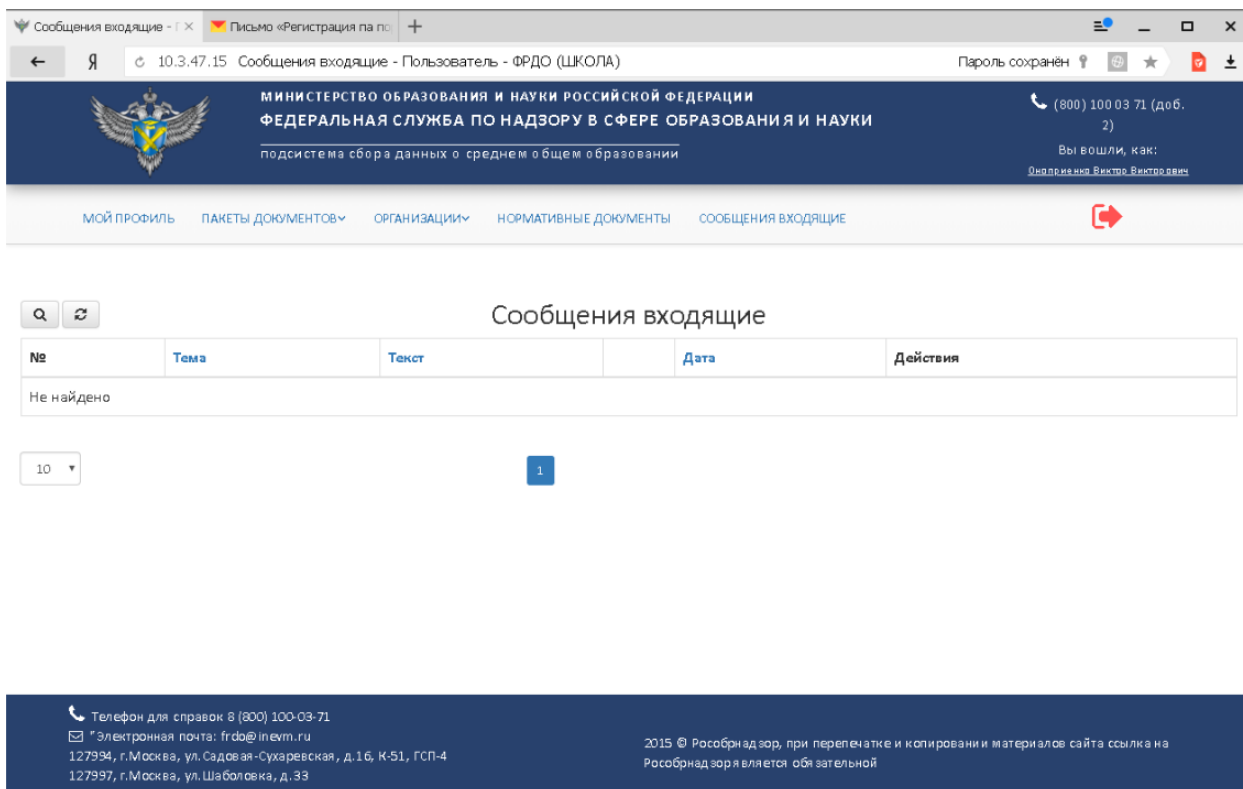 Сообщения входящие - Г
Письмо «Регистрация па по
Я 10.3.47.15 Сообщения входящие - Пользователь - ФРДО (ШКОЛА) Пароль сохранён
МИНИСТЕРСТВО ОБРАЗОВАНИЯ И НАУКИ РОССИЙСКОЙ ФЕДЕРАЦИИ
ФЕДЕРАЛЬНАЯ СЛУЖБА ПО НАДЗОРУ В СФЕРЕ ОБРАЗОВАНИЯ И НАУКИ
подсистема сбора данных о среднем общем образовании
(800) 100 03 71 (доб.
2)
Вы вошли, как:
Оноприенко Виктор Викторович
МОЙ ПРОФИЛЬ ПАКЕТЫ ДОКУМЕНТОВ ОРГАНИЗАЦИИ НОРМАТИВНЫЕ ДОКУМЕНТЫ СООБЩЕНИЯ ВХОДЯЩИЕ
Сообщения входящие
№ Тема Текст Дата Действия
Не найдено
10 1
Телефон для справок 8 (800) 100-03-71
"Электронная почта: frdo@inevm.ru
127994, г.Москва, ул.Садовая-Сухаревская, д.16, К-51, ГСП-4
127997, г.Москва, ул.Шаболовка, д.33
2015 © Рособрнадзор, при перепечатке и копировании материалов сайта ссылка на
Рособрнадзор является обязательной